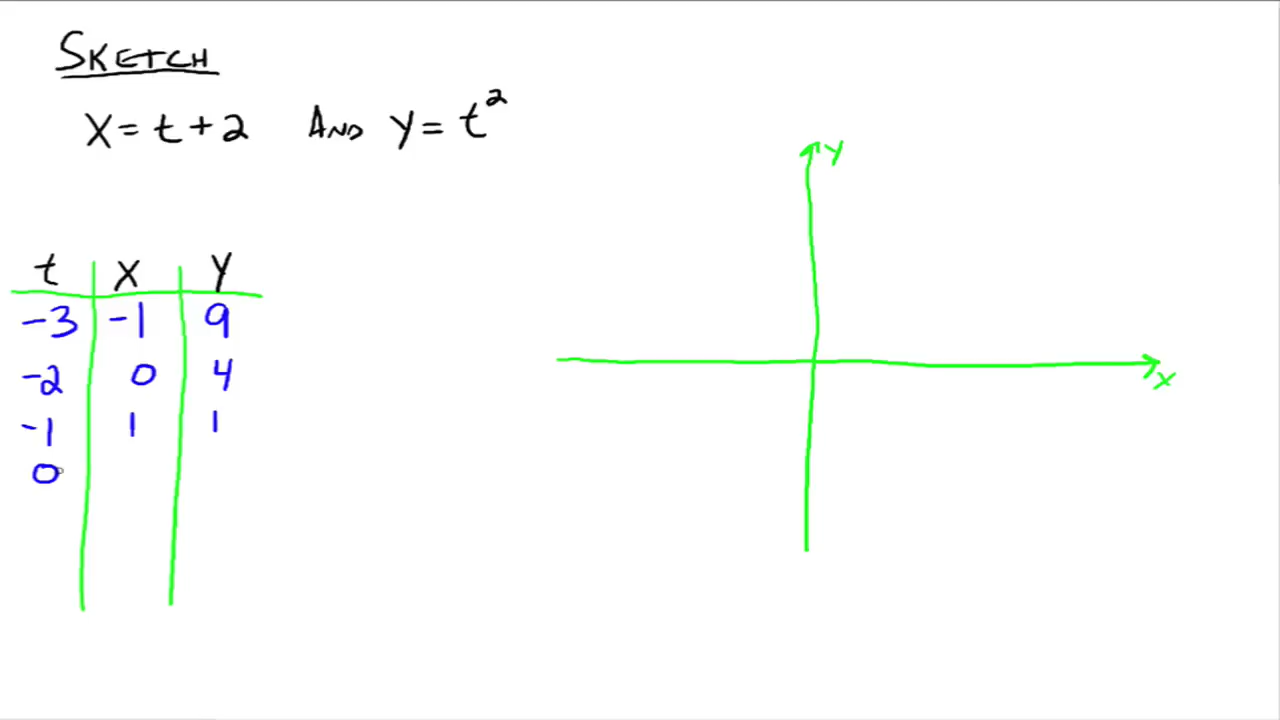 SKETCH
X = t + 2 AND Y = t²
t X Y
-3 -1 9
-2 0 4
-1 1 1
0
Y
X